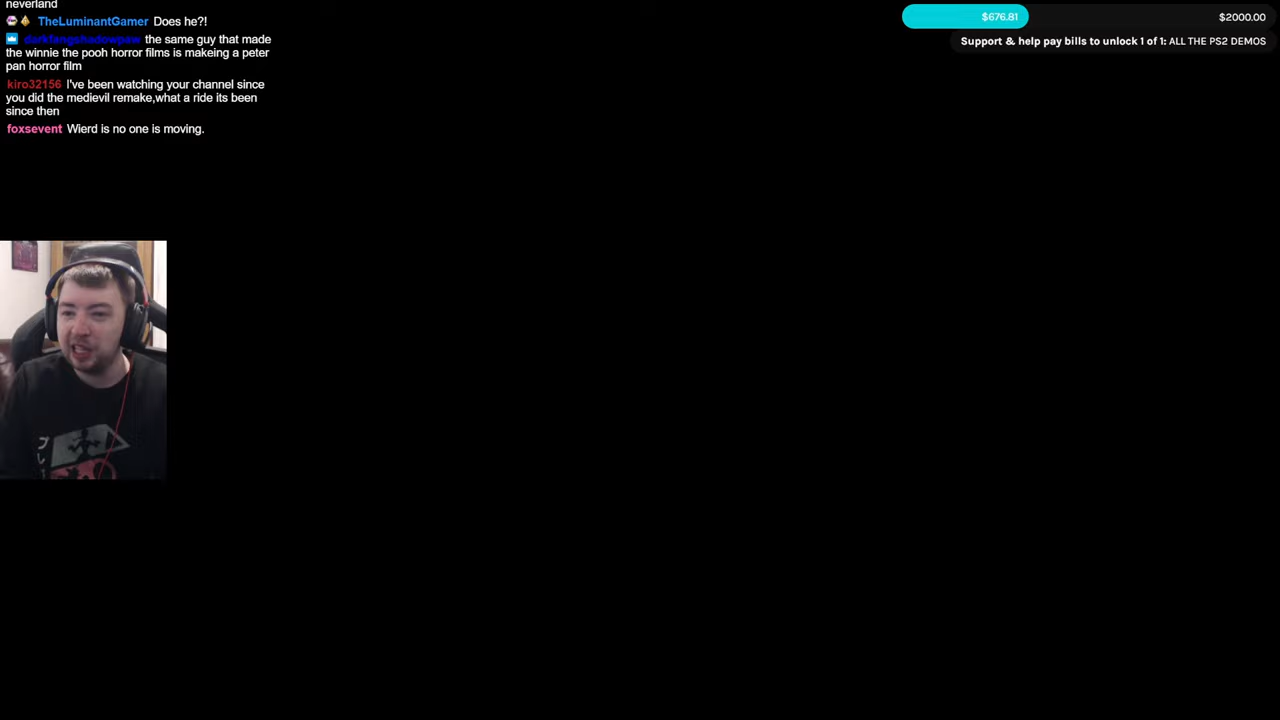 neverland
TheLuminantGamer Does he?!
darkfangshadowpaw the same guy that made
the winnie the pooh horror films is makeing a peter
pan horror film
kiro32156 I've been watching your channel since
you did the medievil remake,what a ride its been
since then
foxsevent Wierd is no one is moving.
$676.81
$2000.00
Support & help pay bills to unlock 1 of 1: ALL THE PS2 DEMOS